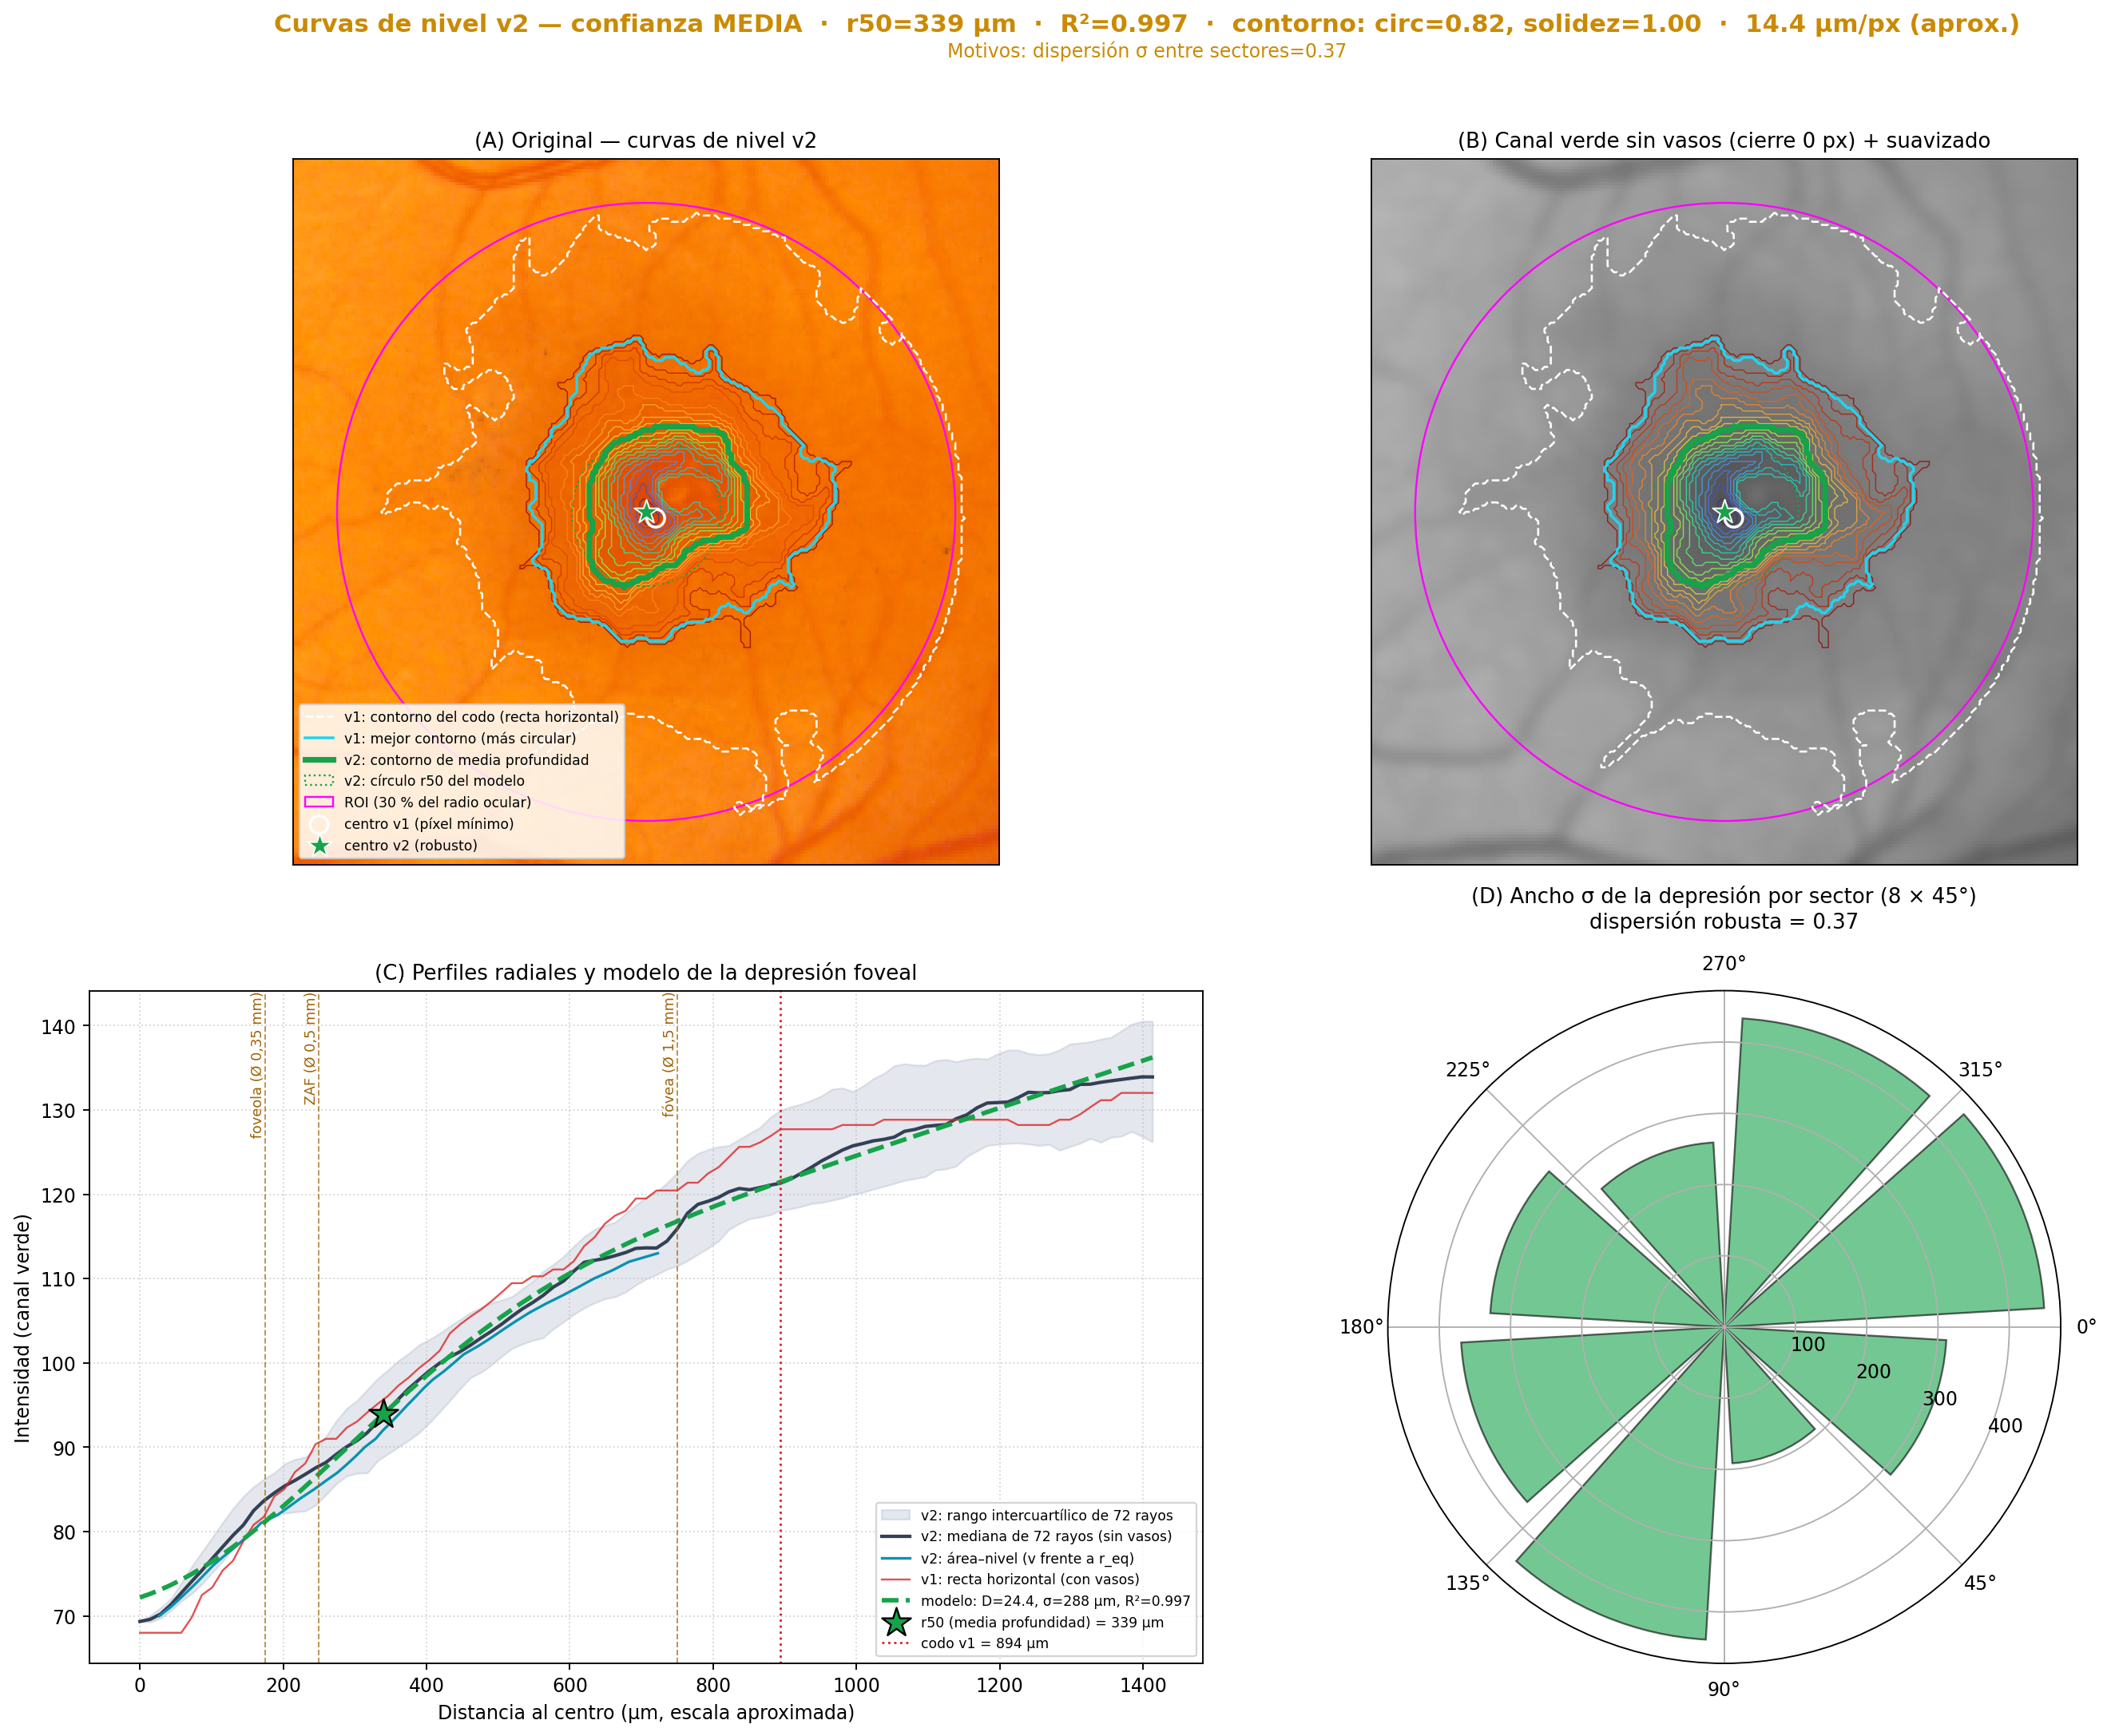 Curvas de nivel v2 — confianza MEDIA · r50=339 µm · R²=0.997 · contorno: circ=0.82, solidez=1.00 · 14.4 µm/px (aprox.)
Motivos: dispersión σ entre sectores=0.37
(A) Original — curvas de nivel v2
v1: contorno del codo (recta horizontal)
v1: mejor contorno (más circular)
v2: contorno de media profundidad
v2: círculo r50 del modelo
ROI (30 % del radio ocular)
centro v1 (píxel mínimo)
centro v2 (robusto)
(B) Canal verde sin vasos (cierre 0 px) + suavizado
(C) Perfiles radiales y modelo de la depresión foveal
Intensidad (canal verde)
140
130
120
110
100
90
80
70
foveola (Ø 0,35 mm)
ZAF (Ø 0,5 mm)
fóvea (Ø 1,5 mm)
v2: rango intercuartílico de 72 rayos
v2: mediana de 72 rayos (sin vasos)
v2: área–nivel (v frente a r_eq)
v1: recta horizontal (con vasos)
modelo: D=24.4, σ=288 µm, R²=0.997
r50 (media profundidad) = 339 µm
codo v1 = 894 µm
0 200 400 600 800 1000 1200 1400
Distancia al centro (µm, escala aproximada)
(D) Ancho σ de la depresión por sector (8 × 45°)
dispersión robusta = 0.37
270°
225°
315°
180°
0°
100
200
300
400
135°
45°
90°